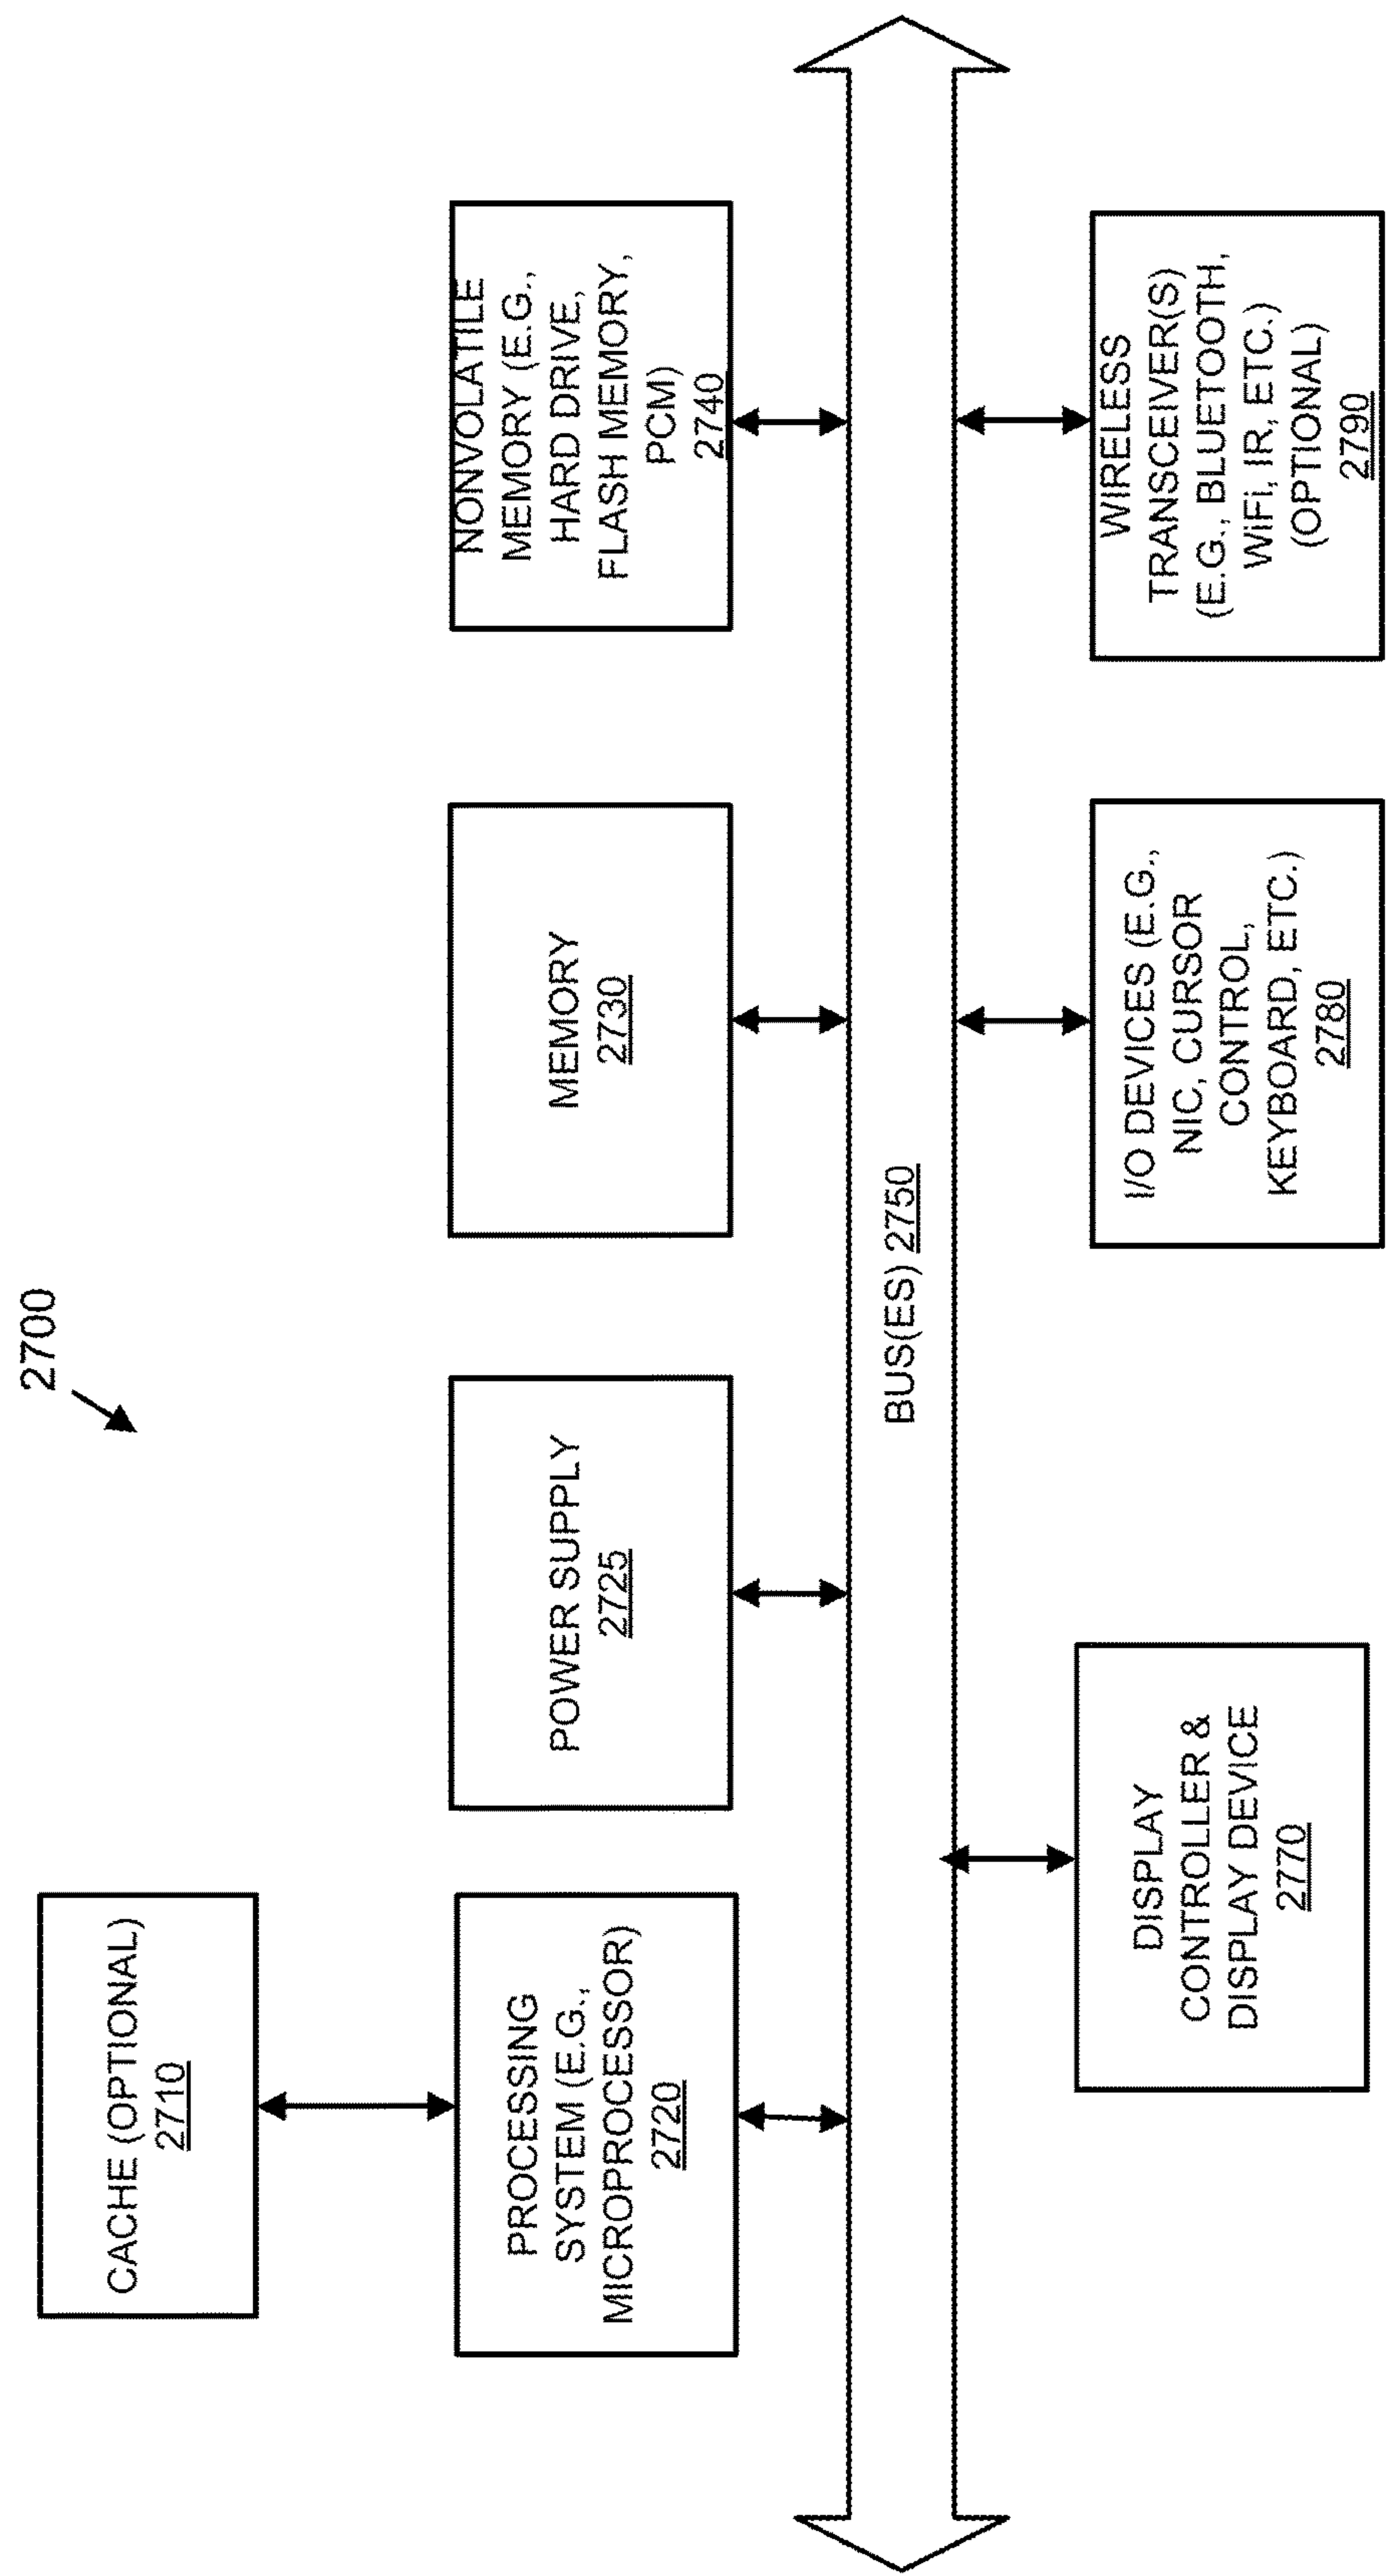 2700
CACHE (OPTIONAL)
2710
PROCESSING
SYSTEM (E.G.,
MICROPROCESSOR)
2720
POWER SUPPLY
2725
MEMORY
2730
NONVOLATILE
MEMORY (E.G.,
HARD DRIVE,
FLASH MEMORY,
PCM)
2740
BUS(ES) 2750
DISPLAY
CONTROLLER &
DISPLAY DEVICE
2770
I/O DEVICES (E.G.,
NIC, CURSOR
CONTROL,
KEYBOARD, ETC.)
2780
WIRELESS
TRANSCEIVER(S)
(E.G., BLUETOOTH,
WiFi, IR, ETC.)
(OPTIONAL)
2790